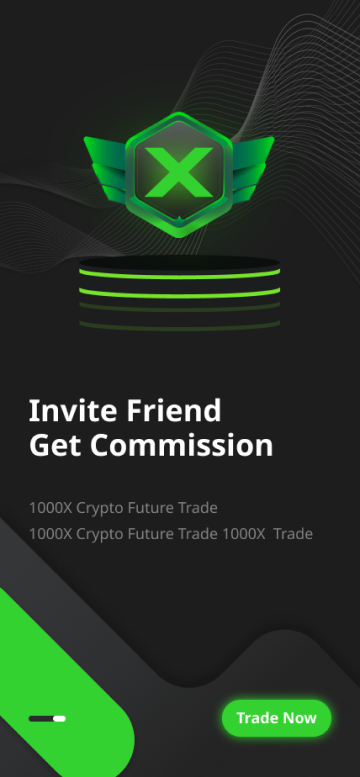 X
Invite Friend
Get Commission
1000X Crypto Future Trade
1000X Crypto Future Trade 1000X  Trade
Trade Now